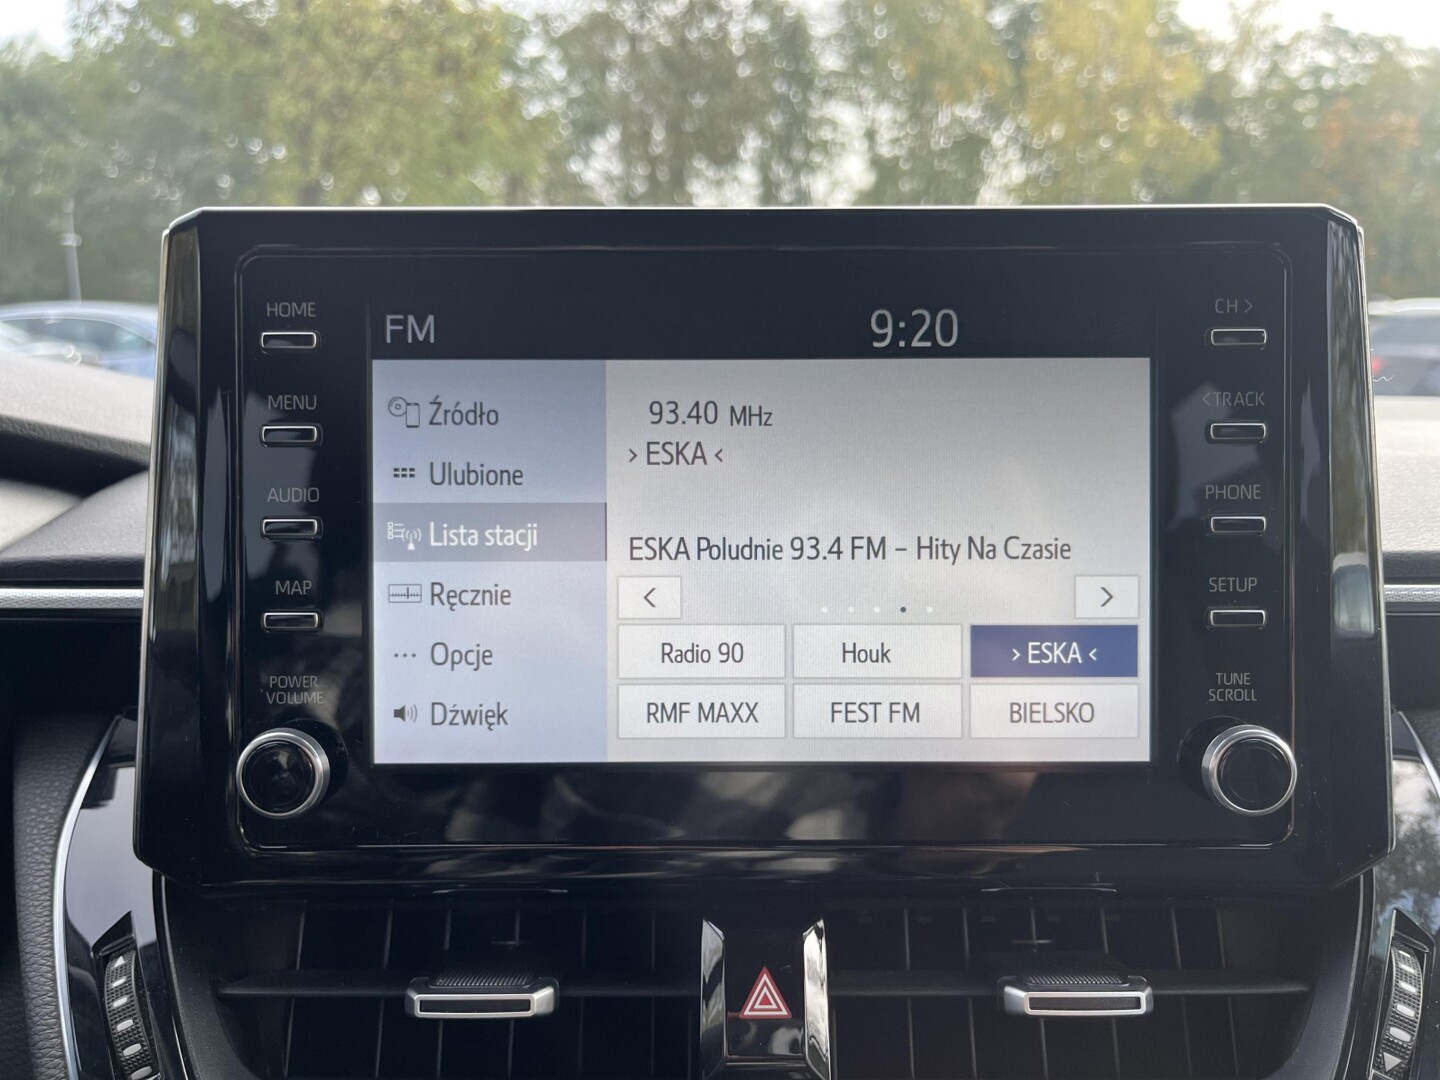 HOME
MENU
AUDIO
MAP
POWER
VOLUME
FM
9:20
Źródło
Ulubione
Lista stacji
Ręcznie
Opcje
Dźwięk
93.40 MHz
› ESKA ‹
ESKA Poludnie 93.4 FM – Hity Na Czasie
Radio 90
Houk
› ESKA ‹
RMF MAXX
FEST FM
BIELSKO
CH >
< TRACK
PHONE
SETUP
TUNE
SCROLL